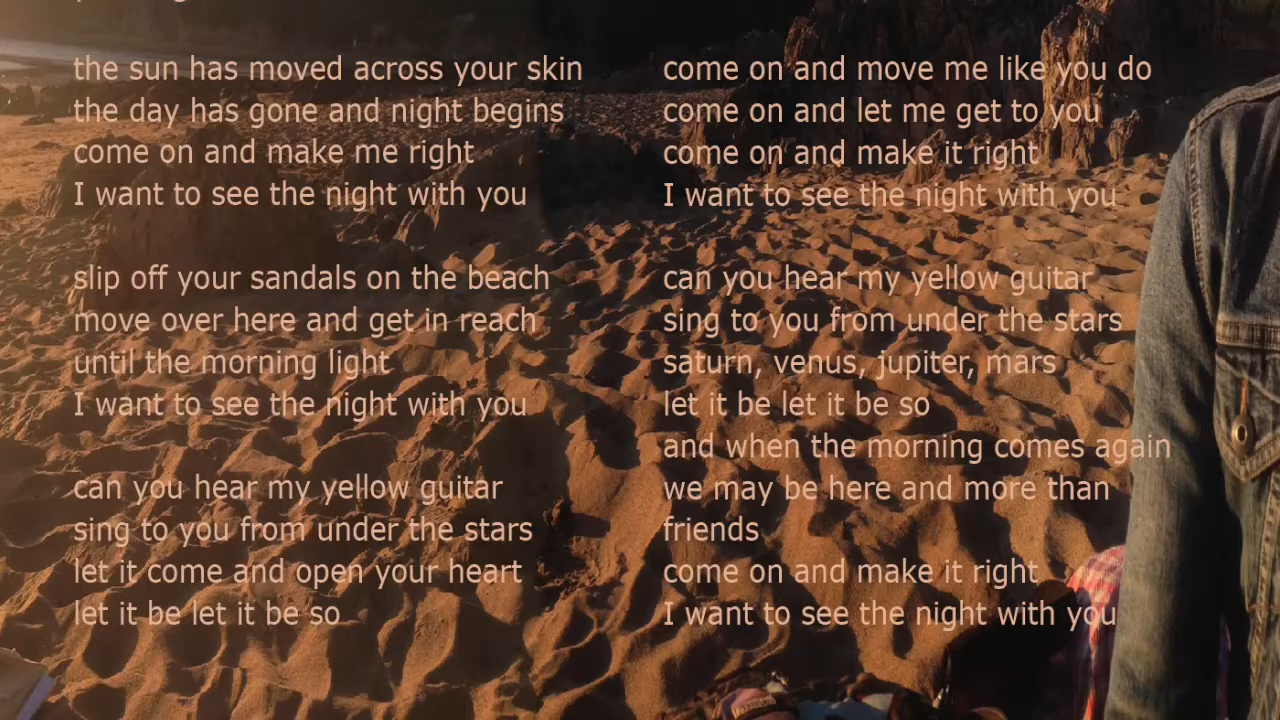 the sun has moved across your skin
the day has gone and night begins
come on and make me right
I want to see the night with you
slip off your sandals on the beach
move over here and get in reach
until the morning light
I want to see the night with you
can you hear my yellow guitar
sing to you from under the stars
let it come and open your heart
let it be let it be so
come on and move me like you do
come on and let me get to you
come on and make it right
I want to see the night with you
can you hear my yellow guitar
sing to you from under the stars
saturn, venus, jupiter, mars
let it be let it be so
and when the morning comes again
we may be here and more than
friends
come on and make it right
I want to see the night with you